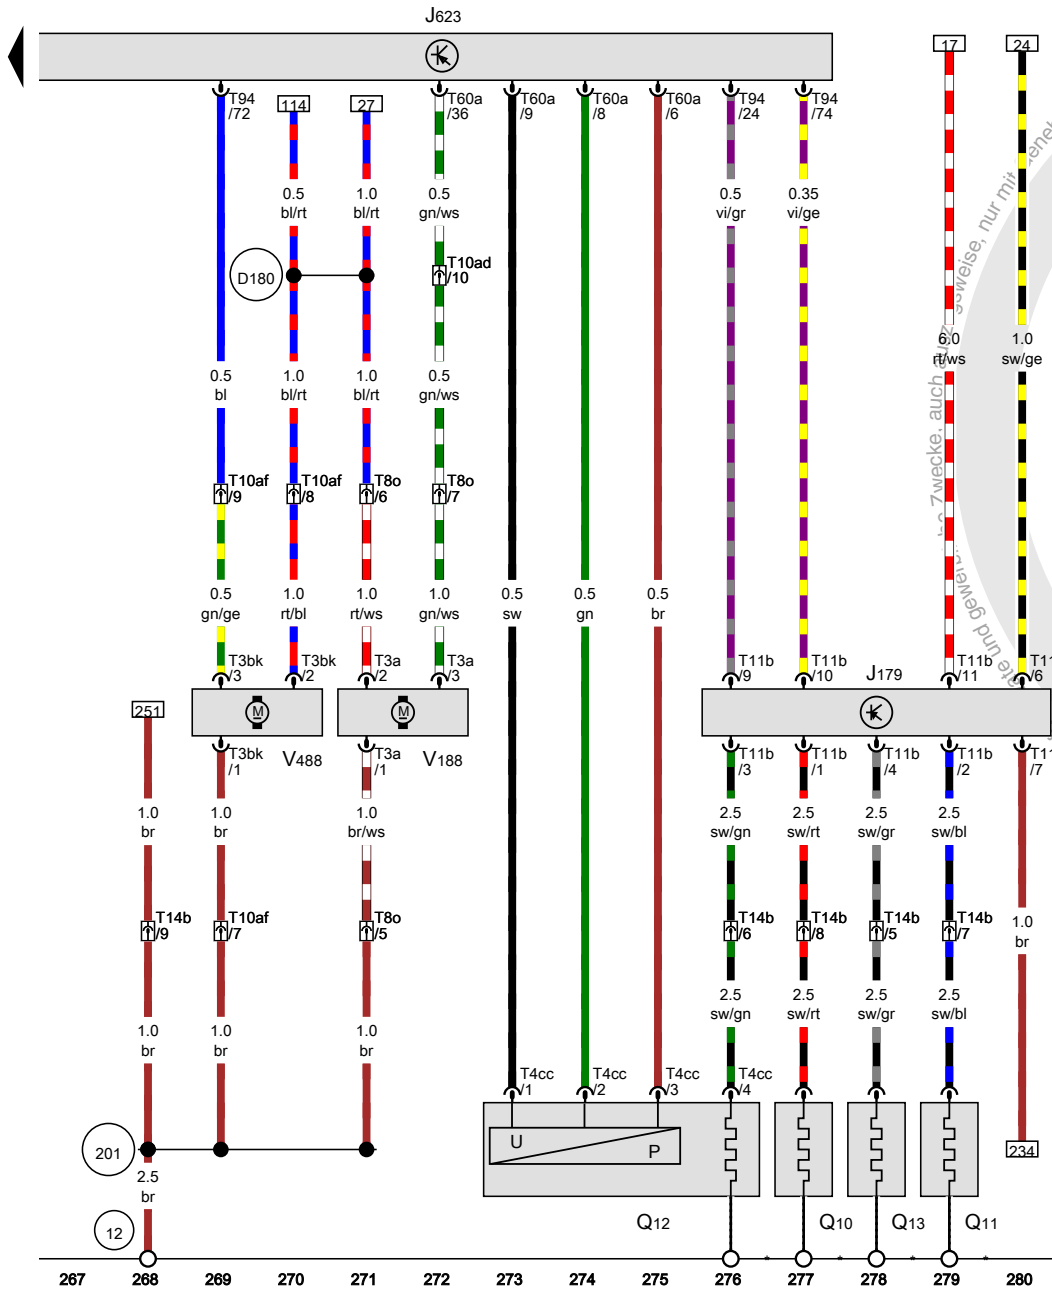 J623
17
24
T94
/72
114
27
T60a
/36
T60a
/9
T60a
/8
T60a
/6
T94
/24
T94
/74
0.5
bl/rt
1.0
bl/rt
0.5
gn/ws
0.5
vi/gr
0.35
vi/ge
D180
T10ad
/10
6.0
rt/ws
1.0
sw/ge
0.5
bl
1.0
bl/rt
1.0
bl/rt
0.5
gn/ws
T10af
/9
T10af
/8
T8o
/6
T8o
/7
0.5
gn/ge
1.0
rt/bl
1.0
rt/ws
1.0
gn/ws
0.5
sw
0.5
gn
0.5
br
T3bk
/3
T3bk
/2
T3a
/2
T3a
/3
T11b
/9
T11b
/10
J179
T11b
/11
T11
/6
251
M
M
T3bk
/1
V488
T3a
/1
V188
T11b
/3
T11b
/1
T11b
/4
T11b
/2
T11
/7
1.0
br
1.0
br
1.0
br/ws
2.5
sw/gn
2.5
sw/rt
2.5
sw/gr
2.5
sw/bl
T14b
/9
T10af
/7
T8o
/5
T14b
/6
T14b
/8
T14b
/5
T14b
/7
1.0
br
1.0
br
1.0
br
1.0
br
2.5
sw/gn
2.5
sw/rt
2.5
sw/gr
2.5
sw/bl
T4cc
/1
T4cc
/2
T4cc
/3
T4cc
/4
U
P
201
234
2.5
br
12
Q12
Q10
Q13
Q11
* * * *
267 268 269 270 271 272 273 274 275 276 277 278 279 280
gsweise, nur mit
Zwecke, auch
und